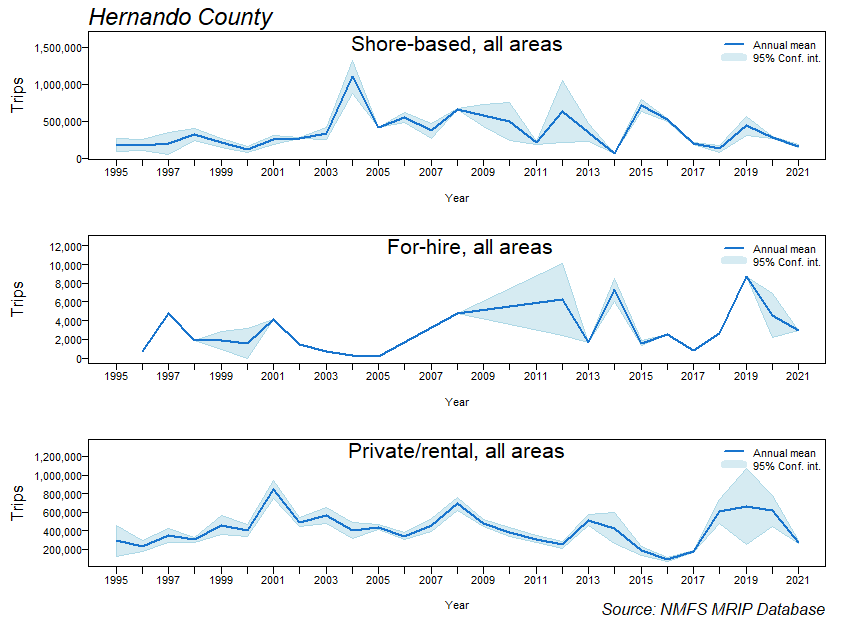 Hernando County
Shore-based, all areas
Annual mean
95% Conf. int.
Trips
1,500,000
1,000,000
500,000
0
1995 1997 1999 2001 2003 2005 2007 2009 2011 2013 2015 2017 2019 2021
Year
For-hire, all areas
Annual mean
95% Conf. int.
Trips
12,000
10,000
8,000
6,000
4,000
2,000
0
1995 1997 1999 2001 2003 2005 2007 2009 2011 2013 2015 2017 2019 2021
Year
Private/rental, all areas
Annual mean
95% Conf. int.
Trips
1,200,000
1,000,000
800,000
600,000
400,000
200,000
1995 1997 1999 2001 2003 2005 2007 2009 2011 2013 2015 2017 2019 2021
Year
Source: NMFS MRIP Database